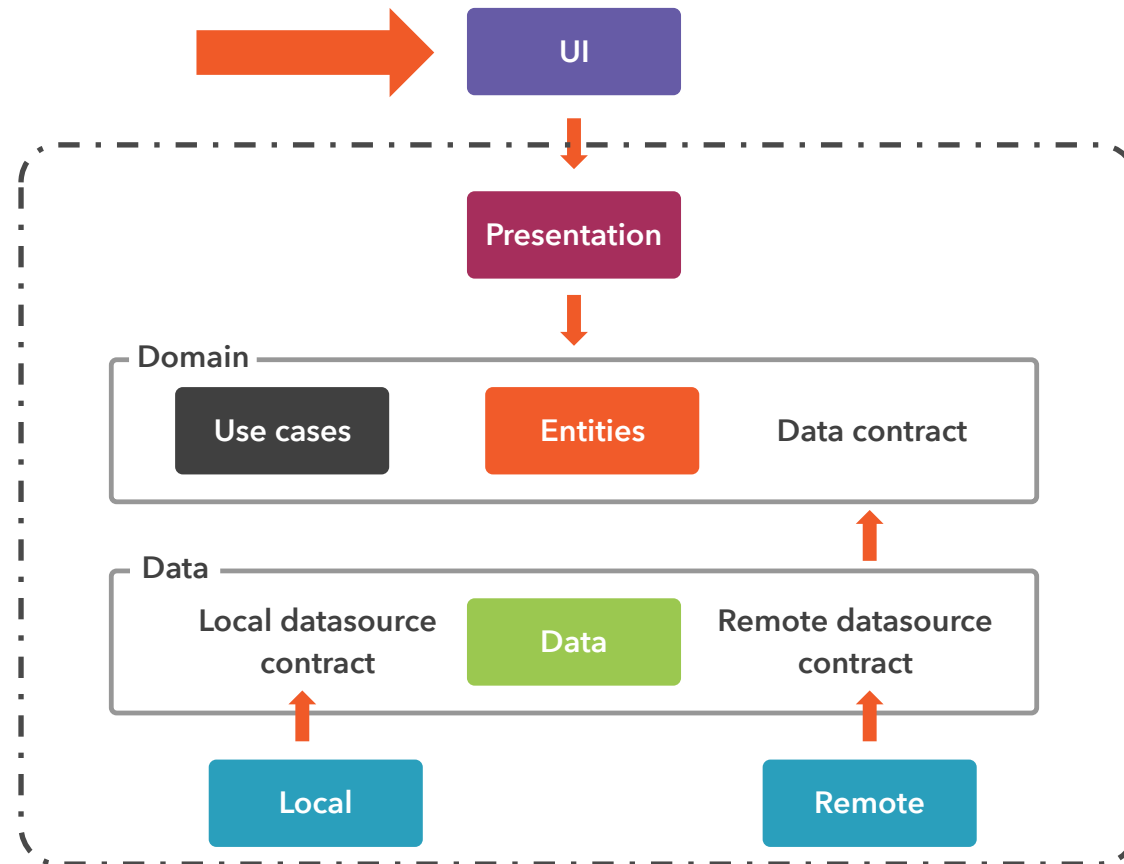 UI
Presentation
Domain
Use cases
Entities
Data contract
Data
Local datasource
contract
Data
Remote datasource
contract
Local
Remote